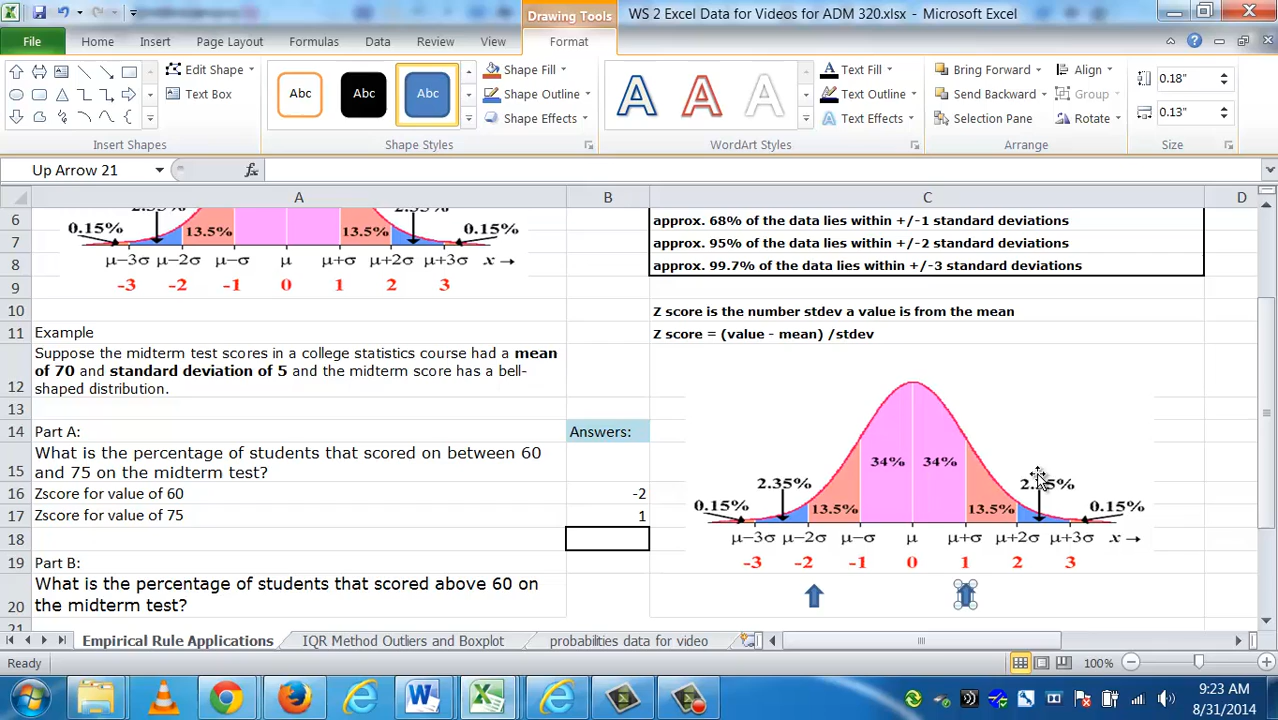 Drawing Tools
WS 2 Excel Data for Videos for ADM 320.xlsx - Microsoft Excel
File Home Insert Page Layout Formulas Data Review View Format
Edit Shape
Text Box
Insert Shapes
Abc Abc Abc
Shape Fill
Shape Outline
Shape Effects
Shape Styles
A A A
Text Fill
Text Outline
Text Effects
WordArt Styles
Bring Forward
Send Backward
Selection Pane
Align
Group
Rotate
Arrange
0.18"
0.13"
Size
Up Arrow 21
fx
A B C D
6
7
8
9
10
11
12
13
14
15
16
17
18
19
20
21
0.15% 0.15%
13.5% 13.5%
μ−3σ μ−2σ μ−σ μ μ+σ μ+2σ μ+3σ x →
-3 -2 -1 0 1 2 3
approx. 68% of the data lies within +/-1 standard deviations
approx. 95% of the data lies within +/-2 standard deviations
approx. 99.7% of the data lies within +/-3 standard deviations
Z score is the number stdev a value is from the mean
Z score = (value - mean) /stdev
Example
Suppose the midterm test scores in a college statistics course had a mean
of 70 and standard deviation of 5 and the midterm score has a bell-
shaped distribution.
Part A:
Answers:
What is the percentage of students that scored on between 60
and 75 on the midterm test?
Zscore for value of 60
-2
Zscore for value of 75
1
Part B:
What is the percentage of students that scored above 60 on
the midterm test?
34% 34%
2.35%
0.15% 13.5% 13.5% 0.15%
μ−3σ μ−2σ μ−σ μ μ+σ μ+2σ μ+3σ x →
-3 -2 -1 0 1 2 3
Empirical Rule Applications IQR Method Outliers and Boxplot probabilities data for video
Ready
100%
9:23 AM
8/31/2014